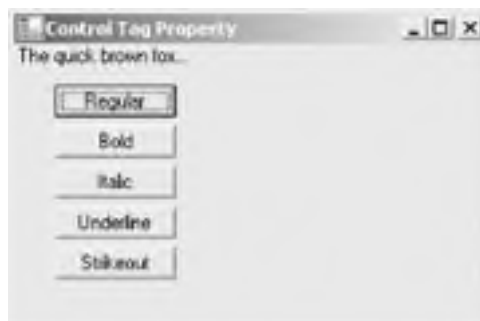 Control Tag Property
The quick brown fox...
Regular
Bold
Italic
Underline
Strikeout